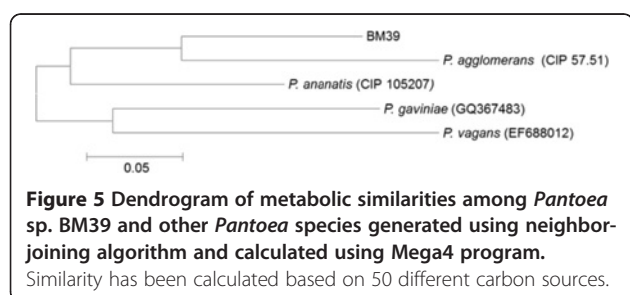 BM39
P. agglomerans (CIP 57.51)
P. ananatis (CIP 105207)
P. gaviniae (GQ367483)
P. vagans (EF688012)
0.05
Figure 5 Dendrogram of metabolic similarities among Pantoea
sp. BM39 and other Pantoea species generated using neighbor-
joining algorithm and calculated using Mega4 program.
Similarity has been calculated based on 50 different carbon sources.